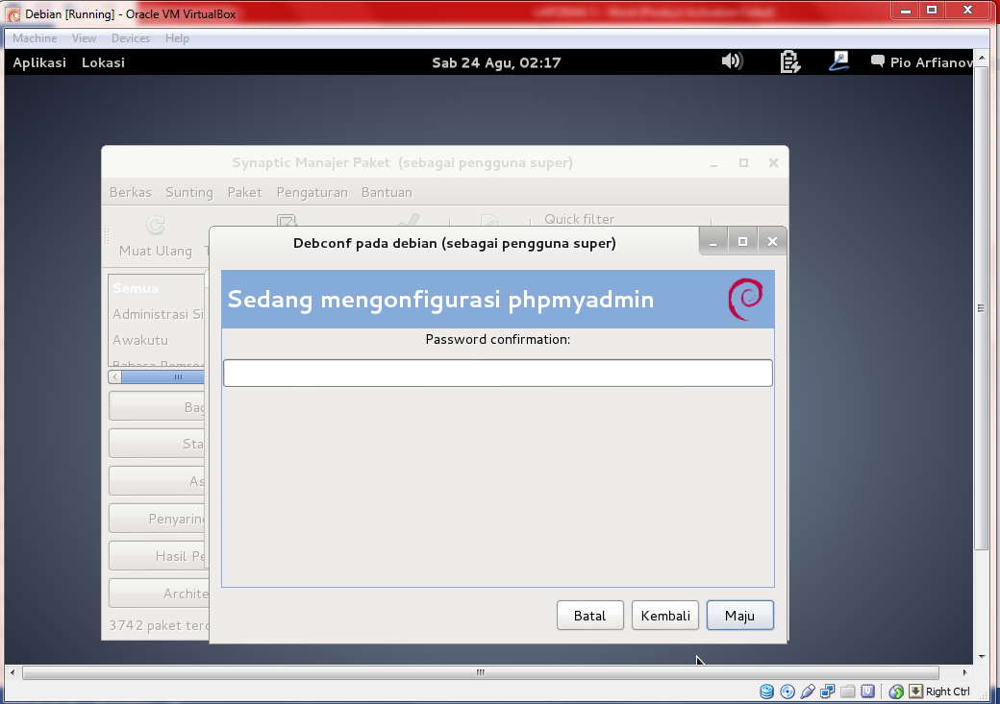 Debian [Running] - Oracle VM VirtualBox
Machine View Devices Help
Aplikasi Lokasi Sab 24 Agu, 02:17 Pio Arfianov
Synaptic Manajer Paket (sebagai pengguna super)
Berkas Sunting Paket Pengaturan Bantuan
Quick filter
Muat Ulang
Debconf pada debian (sebagai pengguna super)
Semua
Sedang mengonfigurasi phpmyadmin
Administrasi Si
Password confirmation:
Awakutu
Bag
Sta
As
Penyarin
Hasil Pe
Archite
Batal Kembali Maju
3742 paket terd
Right Ctrl